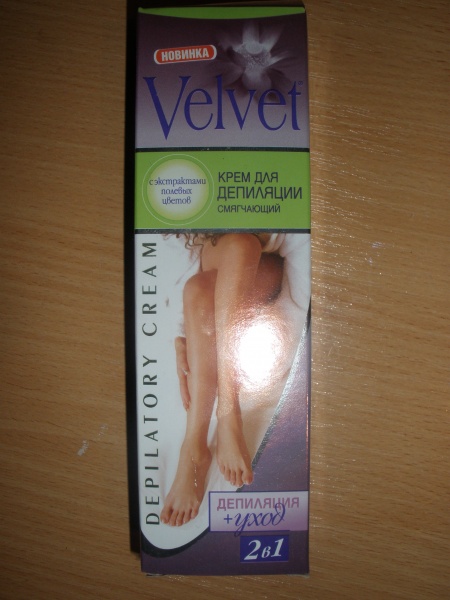 НОВИНКА
Velvet
с экстрактами
полевых
цветов
КРЕМ ДЛЯ
ДЕПИЛЯЦИИ
СМЯГЧАЮЩИЙ
DEPILATORY CREAM
ДЕПИЛЯЦИЯ
+уход
2в1